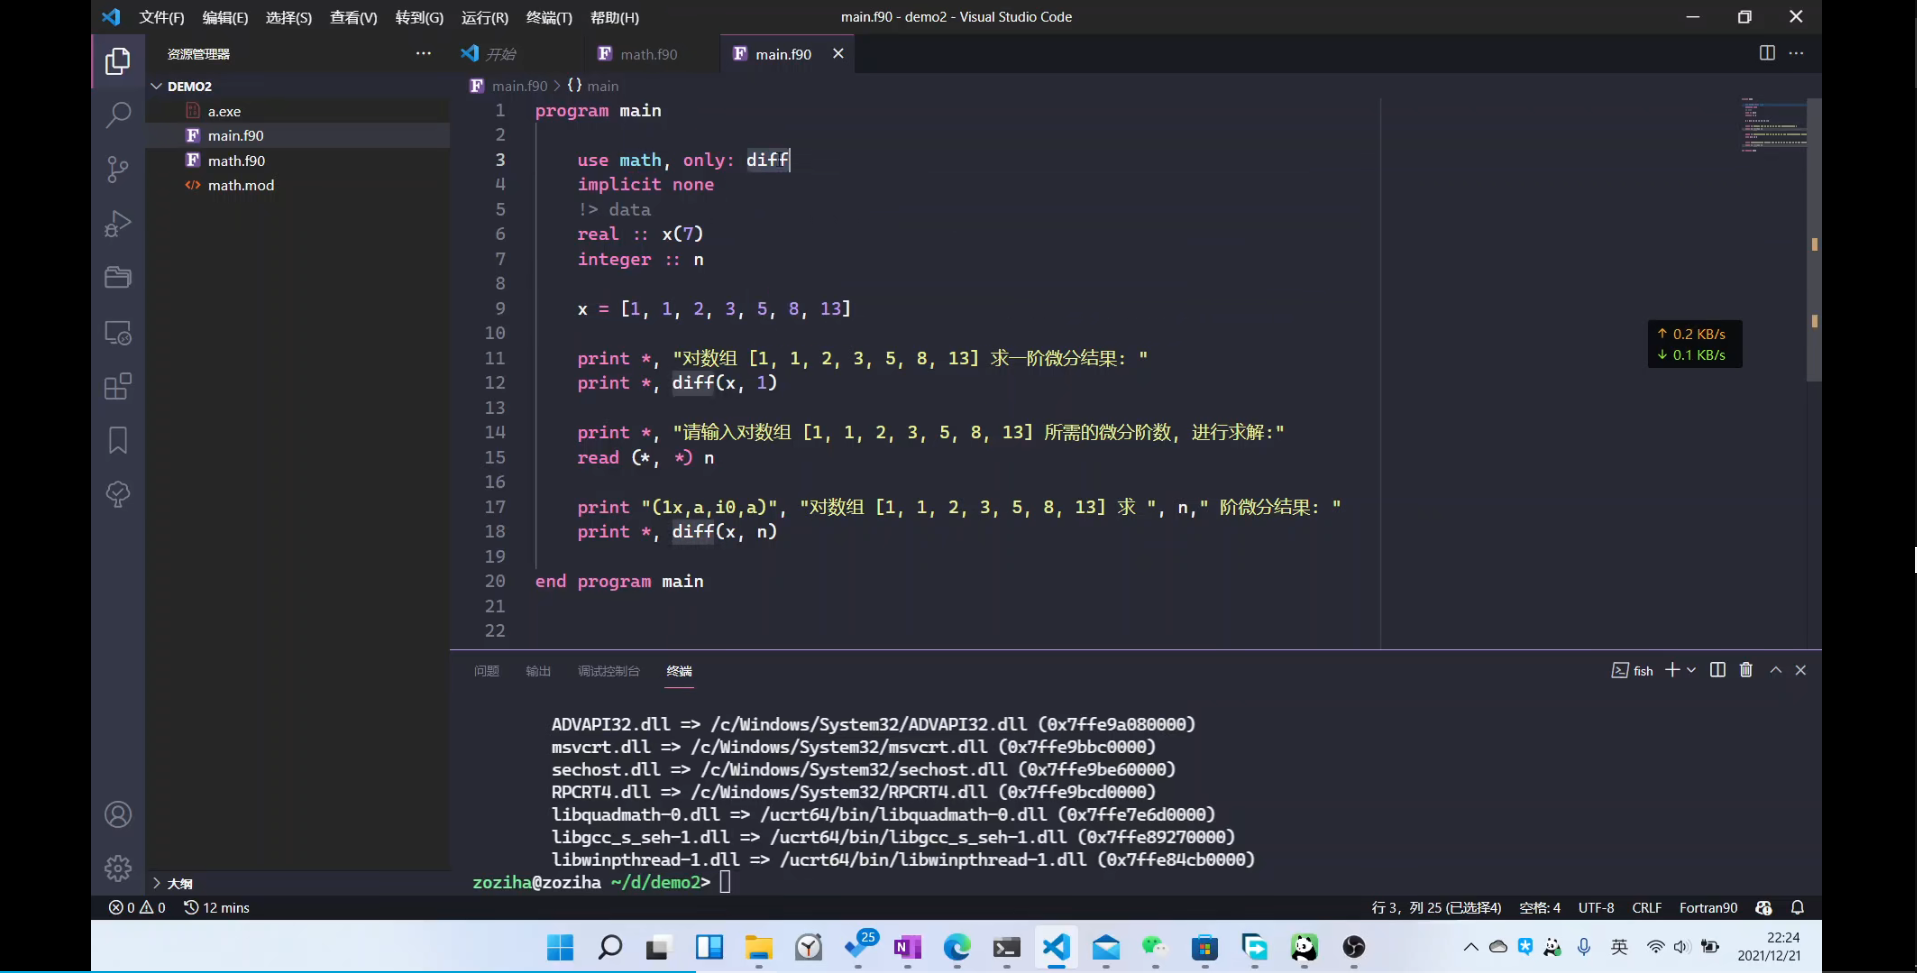 文件(F) 编辑(E) 选择(S) 查看(V) 转到(G) 运行(R) 终端(T) 帮助(H) main.f90 - demo2 - Visual Studio Code
资源管理器
开始 math.f90 main.f90
DEMO2
a.exe
main.f90
math.f90
math.mod
大纲
main.f90 > {} main
1 program main
2
3 use math, only: diff
4 implicit none
5 !> data
6 real :: x(7)
7 integer :: n
8
9 x = [1, 1, 2, 3, 5, 8, 13]
10
11 print *, "对数组 [1, 1, 2, 3, 5, 8, 13] 求一阶微分结果: "
12 print *, diff(x, 1)
13
14 print *, "请输入对数组 [1, 1, 2, 3, 5, 8, 13] 所需的微分阶数, 进行求解:"
15 read (*, *) n
16
17 print "(1x,a,i0,a)", "对数组 [1, 1, 2, 3, 5, 8, 13] 求 ", n," 阶微分结果: "
18 print *, diff(x, n)
19
20 end program main
21
22
↑ 0.2 KB/s
↓ 0.1 KB/s
问题 输出 调试控制台 终端 fish
ADVAPI32.dll => /c/Windows/System32/ADVAPI32.dll (0x7ffe9a080000)
msvcrt.dll => /c/Windows/System32/msvcrt.dll (0x7ffe9bbc0000)
sechost.dll => /c/Windows/System32/sechost.dll (0x7ffe9be60000)
RPCRT4.dll => /c/Windows/System32/RPCRT4.dll (0x7ffe9bcd0000)
libquadmath-0.dll => /ucrt64/bin/libquadmath-0.dll (0x7ffe7e6d0000)
libgcc_s_seh-1.dll => /ucrt64/bin/libgcc_s_seh-1.dll (0x7ffe89270000)
libwinpthread-1.dll => /ucrt64/bin/libwinpthread-1.dll (0x7ffe84cb0000)
zoziha@zoziha ~/d/demo2>
0 0 12 mins 行 3, 列 25 (已选择4) 空格: 4 UTF-8 CRLF Fortran90
25 英 22:24
2021/12/21